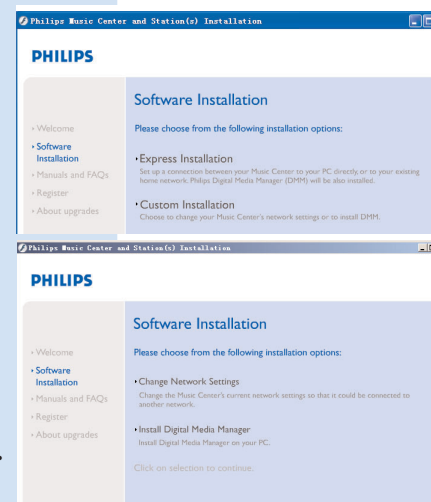 Philips Music Center and Station(s) Installation
PHILIPS
Software Installation
• Welcome
• Software
Installation
• Manuals and FAQs
• Register
• About upgrades
Please choose from the following installation options:
• Express Installation
Set up a connection between your Music Center to your PC directly, or to your existing
home network. Philips Digital Media Manager (DMM) will be also installed.
• Custom Installation
Choose to change your Music Center's network settings or to install DMM.
Philips Music Center and Station(s) Installation
PHILIPS
Software Installation
• Welcome
• Software
Installation
• Manuals and FAQs
• Register
• About upgrades
Please choose from the following installation options:
• Change Network Settings
Change the Music Center's current network settings so that it could be connected to
another network.
• Install Digital Media Manager
Install Digital Media Manager on your PC.
Click on selection to continue.